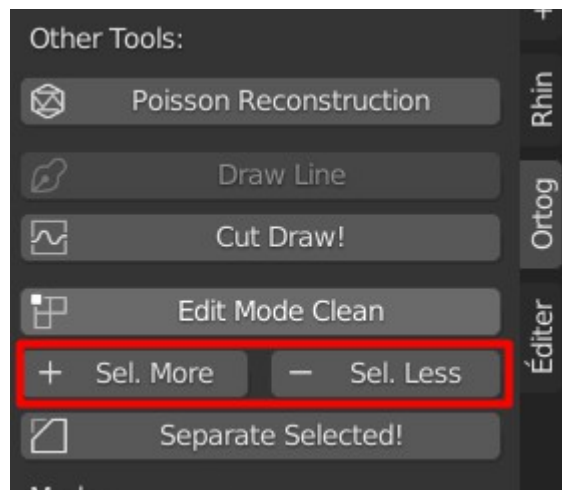 Other Tools:
Poisson Reconstruction
Draw Line
Cut Draw!
Edit Mode Clean
+ Sel. More
− Sel. Less
Separate Selected!
Rhin
Ortog
Éditer